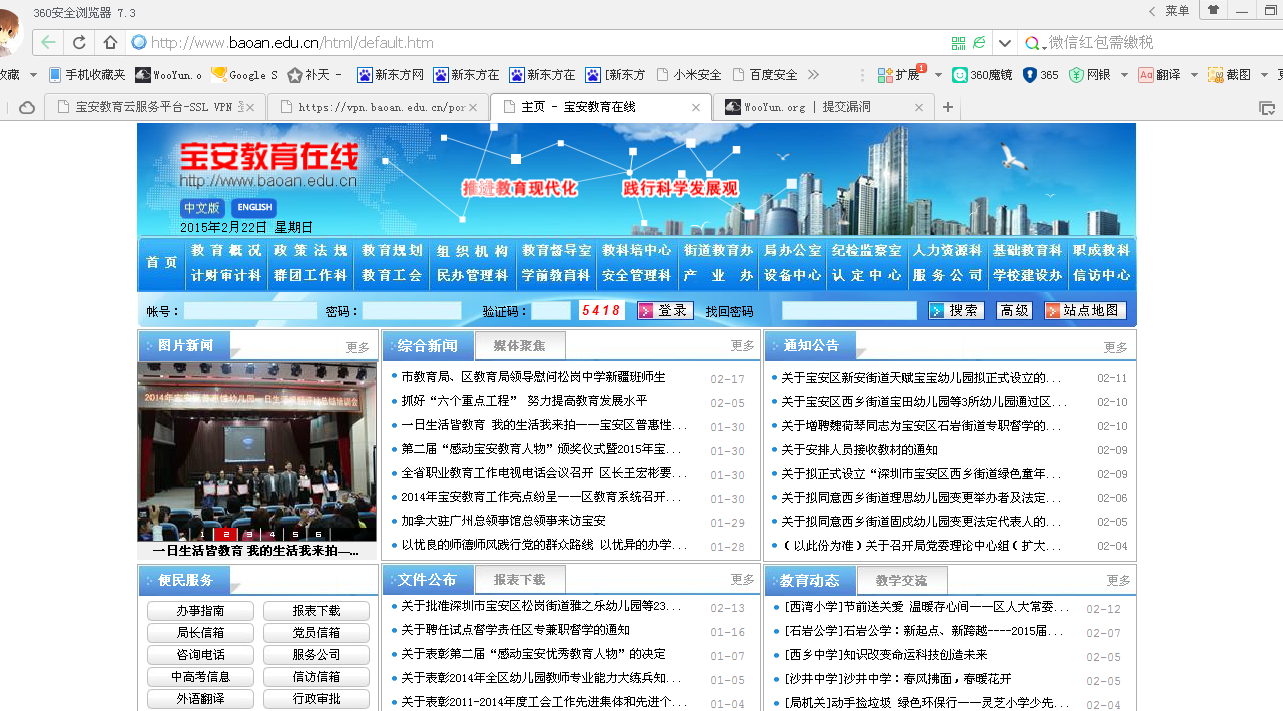 360安全浏览器 7.3
菜单
http://www.baoan.edu.cn/html/default.htm
微信红包需缴税
收藏 手机收藏夹 WooYun.o Google S 补天 - 新东方网 新东方在 新东方在 [新东方 小米安全 百度安全 扩展 1 360魔镜 365 网银 Aa 翻译 截图
宝安教育云服务平台-SSL VPN https://vpn.baoan.edu.cn/por 主页 - 宝安教育在线 WooYun.org | 提交漏洞
宝安教育在线
http://www.baoan.edu.cn
推进教育现代化 践行科学发展观
中文版 ENGLISH
2015年2月22日 星期日
首 页 教育概况 政策法规 教育规划 组织机构 教育督导室 教科培中心 街道教育办 局办公室 纪检监察室 人力资源科 基础教育科 职成教科
计财审计科 群团工作科 教育工会 民办管理科 学前教育科 安全管理科 产业办 设备中心 认定中心 服务公司 学校建设办 信访中心
帐号： 密码： 验证码： 5418 登录 找回密码 搜索 高级 站点地图
图片新闻 更多
2014年宝安区普惠性幼儿园一日生活
1 2 3 4 5 6
一日生活皆教育 我的生活我来拍—...
综合新闻 媒体聚焦 更多
市教育局、区教育局领导慰问松岗中学新疆班师生 02-17
抓好“六个重点工程” 努力提高教育发展水平 02-05
一日生活皆教育 我的生活我来拍——宝安区普惠性... 01-30
第二届“感动宝安教育人物”颁奖仪式暨2015年宝... 01-30
全省职业教育工作电视电话会议召开 区长王宏彬要... 01-30
2014年宝安教育工作亮点纷呈——区教育系统召开... 01-30
加拿大驻广州总领事馆总领事来访宝安 01-29
以优良的师德师风践行党的群众路线 以优异的办学... 01-28
通知公告 更多
关于宝安区新安街道天赋宝宝幼儿园拟正式设立的... 02-11
关于宝安区西乡街道宝田幼儿园等3所幼儿园通过区... 02-10
关于增聘魏荷琴同志为宝安区石岩街道专职督学的... 02-10
关于安排人员接收教材的通知 02-09
关于拟正式设立“深圳市宝安区西乡街道绿色童年... 02-09
关于拟同意西乡街道理思幼儿园变更举办者及法定... 02-06
关于拟同意西乡街道固戍幼儿园变更法定代表人的... 02-05
（以此份为准）关于召开局党委理论中心组（扩大... 02-04
便民服务
办事指南 报表下载
局长信箱 党员信箱
咨询电话 服务公司
中高考信息 信访信箱
外语翻译 行政审批
文件公布 报表下载 更多
关于批准深圳市宝安区松岗街道雅之乐幼儿园等23... 02-13
关于聘任试点督学责任区专兼职督学的通知 01-16
关于表彰第二届“感动宝安优秀教育人物”的决定 01-07
关于表彰2014年全区幼儿园教师专业能力大练兵知... 01-05
关于表彰2011-2014年度工会工作先进集体和先进个... 01-04
教育动态 教学交流 更多
[西湾小学]节前送关爱 温暖存心间——区人大常委... 02-12
[石岩公学]石岩公学：新起点、新跨越----2015届... 02-07
[西乡中学]知识改变命运科技创造未来 02-05
[沙井中学]沙井中学：春风拂面，春暖花开 02-05
[局机关]动手捡垃圾 绿色环保行——灵芝小学少先... 02-04